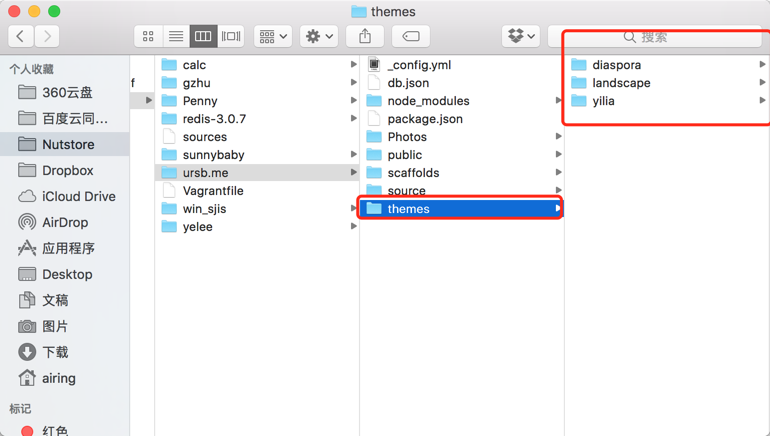 themes
搜索
个人收藏
360云盘
百度云同…
Nutstore
Dropbox
iCloud Drive
AirDrop
应用程序
Desktop
文稿
图片
下载
airing
标记
红色
f
calc
gzhu
Penny
redis-3.0.7
sources
sunnybaby
ursb.me
Vagrantfile
win_sjis
yelee
_config.yml
db.json
node_modules
package.json
Photos
public
scaffolds
source
themes
diaspora
landscape
yilia